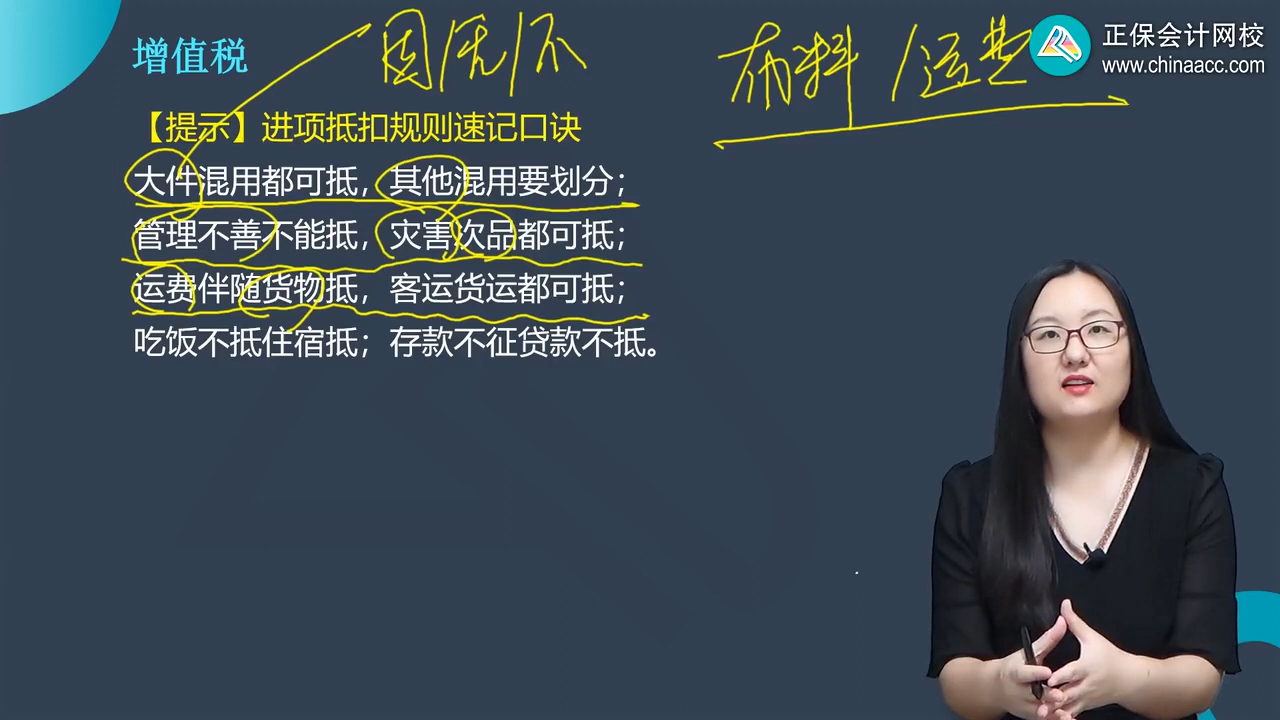 增值税
固/无/不
布料/运费
正保会计网校
www.chinaacc.com
【提示】进项抵扣规则速记口诀
大件混用都可抵，其他混用要划分；
管理不善不能抵，灾害次品都可抵；
运费伴随货物抵，客运货运都可抵；
吃饭不抵住宿抵；存款不征贷款不抵。